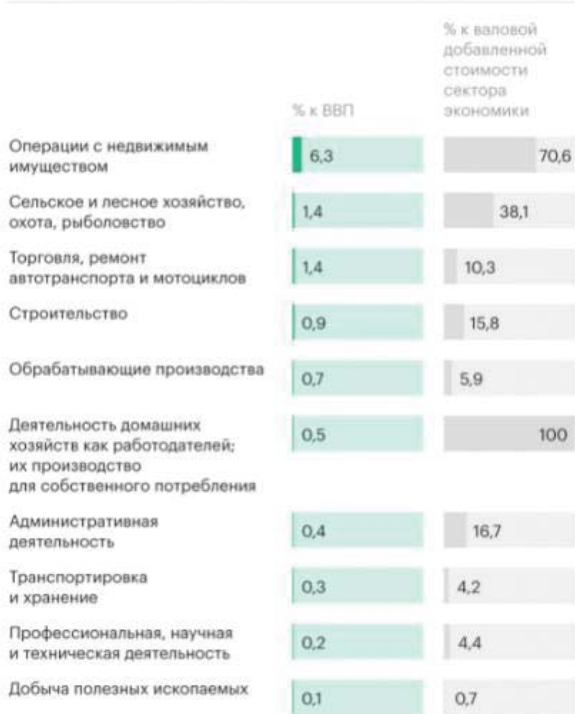 % к ВВП
% к валовой
добавленной
стоимости
сектора
экономики
Операции с недвижимым
имуществом
6,3
70,6
Сельское и лесное хозяйство,
охота, рыболовство
1,4
38,1
Торговля, ремонт
автотранспорта и мотоциклов
1,4
10,3
Строительство
0,9
15,8
Обрабатывающие производства
0,7
5,9
Деятельность домашних
хозяйств как работодателей;
их производство
для собственного потребления
0,5
100
Административная
деятельность
0,4
16,7
Транспортировка
и хранение
0,3
4,2
Профессиональная, научная
и техническая деятельность
0,2
4,4
Добыча полезных ископаемых
0,1
0,7